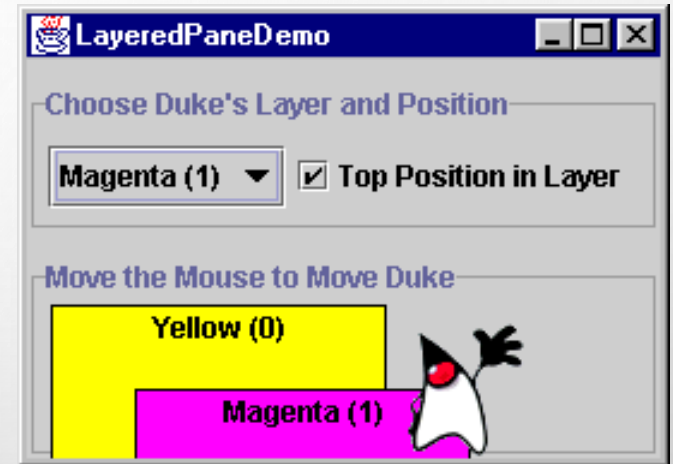 LayeredPaneDemo
Choose Duke's Layer and Position
Magenta (1) Top Position in Layer
Move the Mouse to Move Duke
Yellow (0)
Magenta (1)